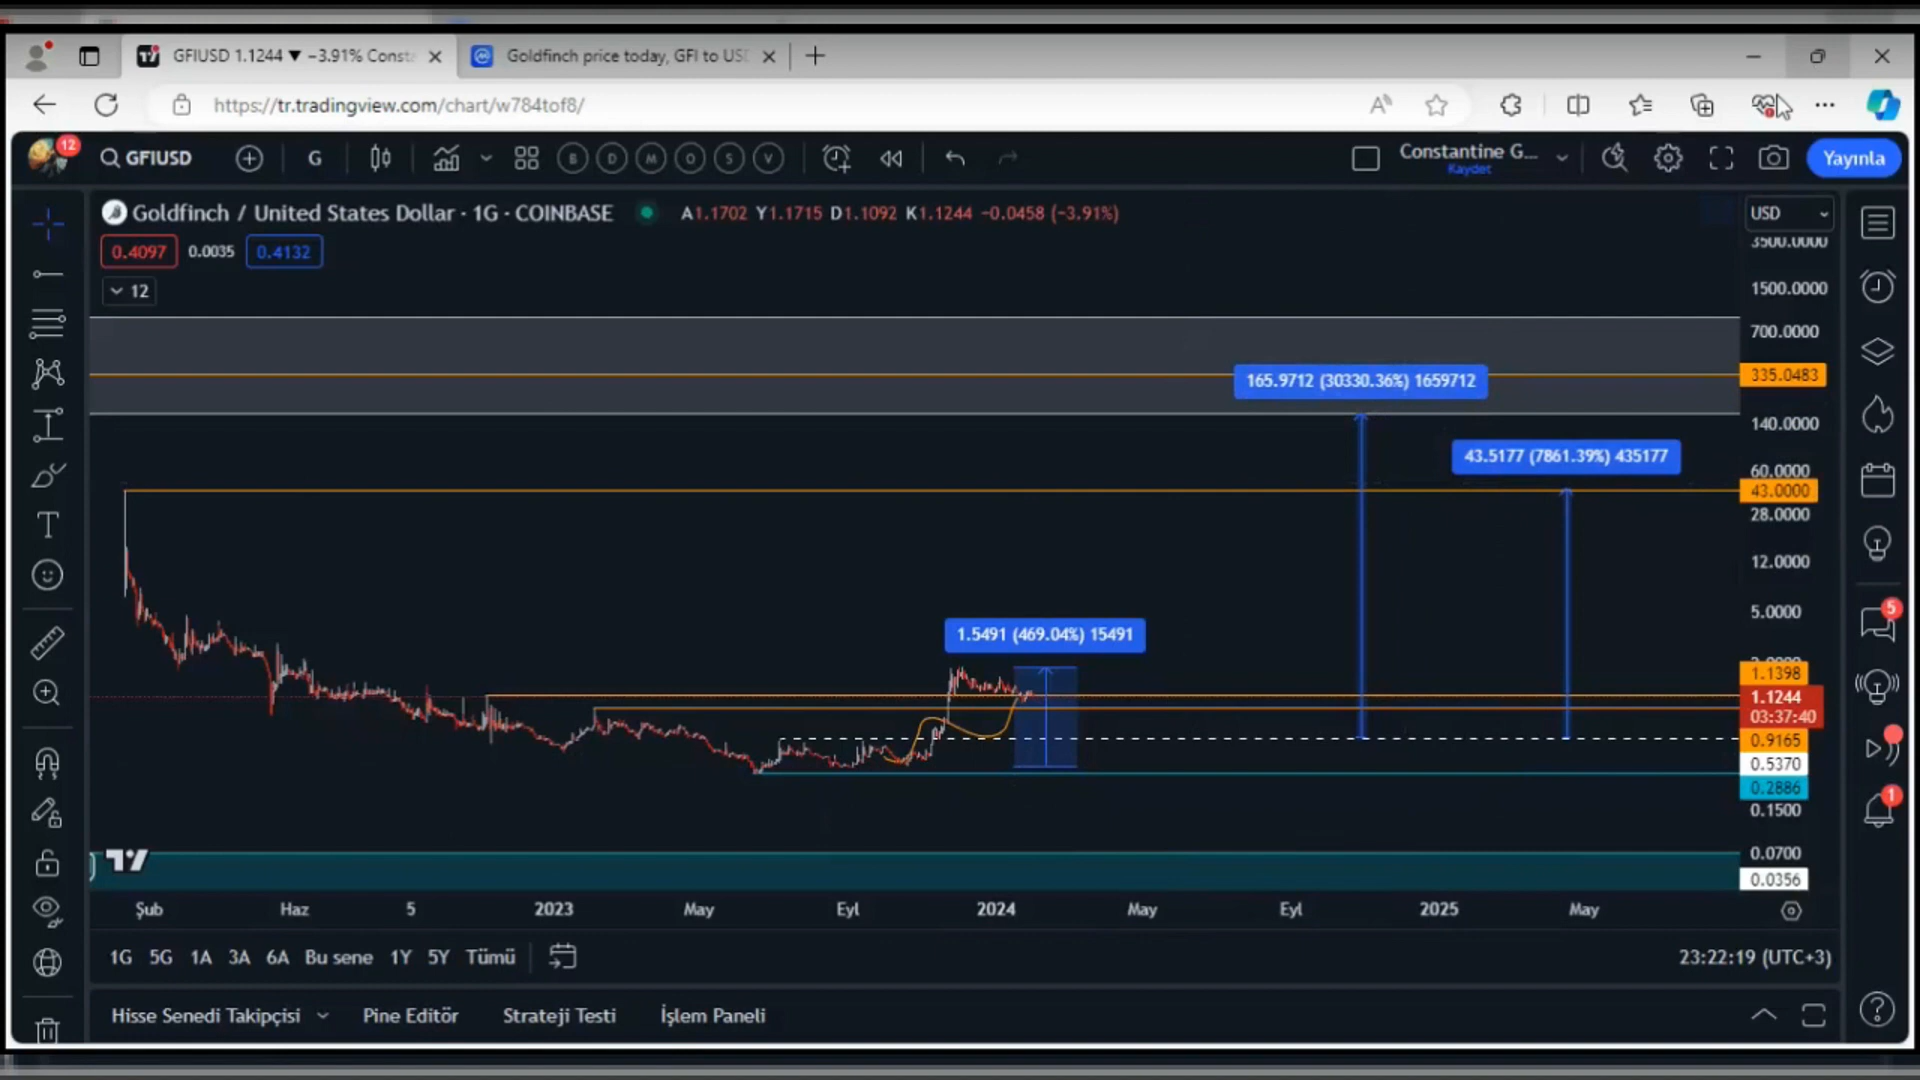 GFIUSD 1.1244 ▼ −3.91% Const
Goldfinch price today, GFI to US
https://tr.tradingview.com/chart/w784tof8/
12
GFIUSD
G
B D M O S V
Constantine G...
Kaydet
Yayınla
Goldfinch / United States Dollar · 1G · COINBASE
A1.1702 Y1.1715 D1.1092 K1.1244 −0.0458 (−3.91%)
USD
0.4097 0.0035 0.4132
12
3500.0000
1500.0000
700.0000
335.0483
165.9712 (30330.36%) 1659712
140.0000
43.5177 (7861.39%) 435177
60.0000
43.0000
28.0000
12.0000
5.0000
1.5491 (469.04%) 15491
2.0000
1.1398
1.1244
03:37:40
0.9165
0.5370
0.2886
0.1500
0.0700
0.0356
5
1
Şub Haz 5 2023 May Eyl 2024 May Eyl 2025 May
1G 5G 1A 3A 6A Bu sene 1Y 5Y Tümü
23:22:19 (UTC+3)
Hisse Senedi Takipçisi Pine Editör Strateji Testi İşlem Paneli